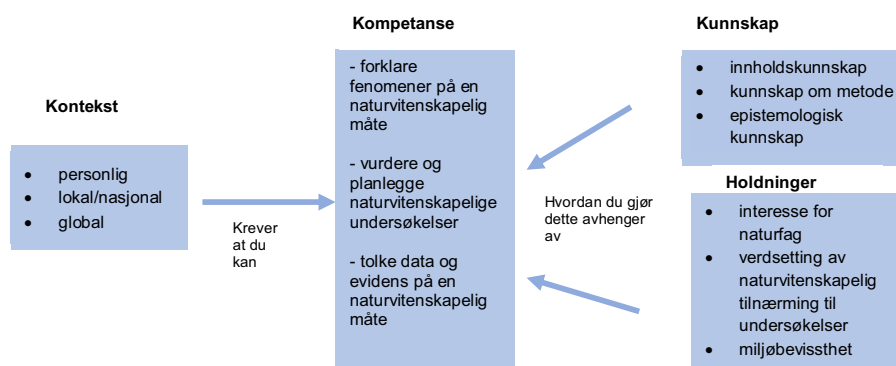 Kontekst
• personlig
• lokal/nasjonal
• global
Krever
at du
kan
Kompetanse
- forklare
fenomener på en
naturvitenskapelig
måte
- vurdere og
planlegge
naturvitenskapelige
undersøkelser
- tolke data og
evidens på en
naturvitenskapelig
måte
Hvordan du gjør
dette avhenger
av
Kunnskap
• innholdskunnskap
• kunnskap om metode
• epistemologisk
kunnskap
Holdninger
• interesse for
naturfag
• verdsetting av
naturvitenskapelig
tilnærming til
undersøkelser
• miljøbevissthet